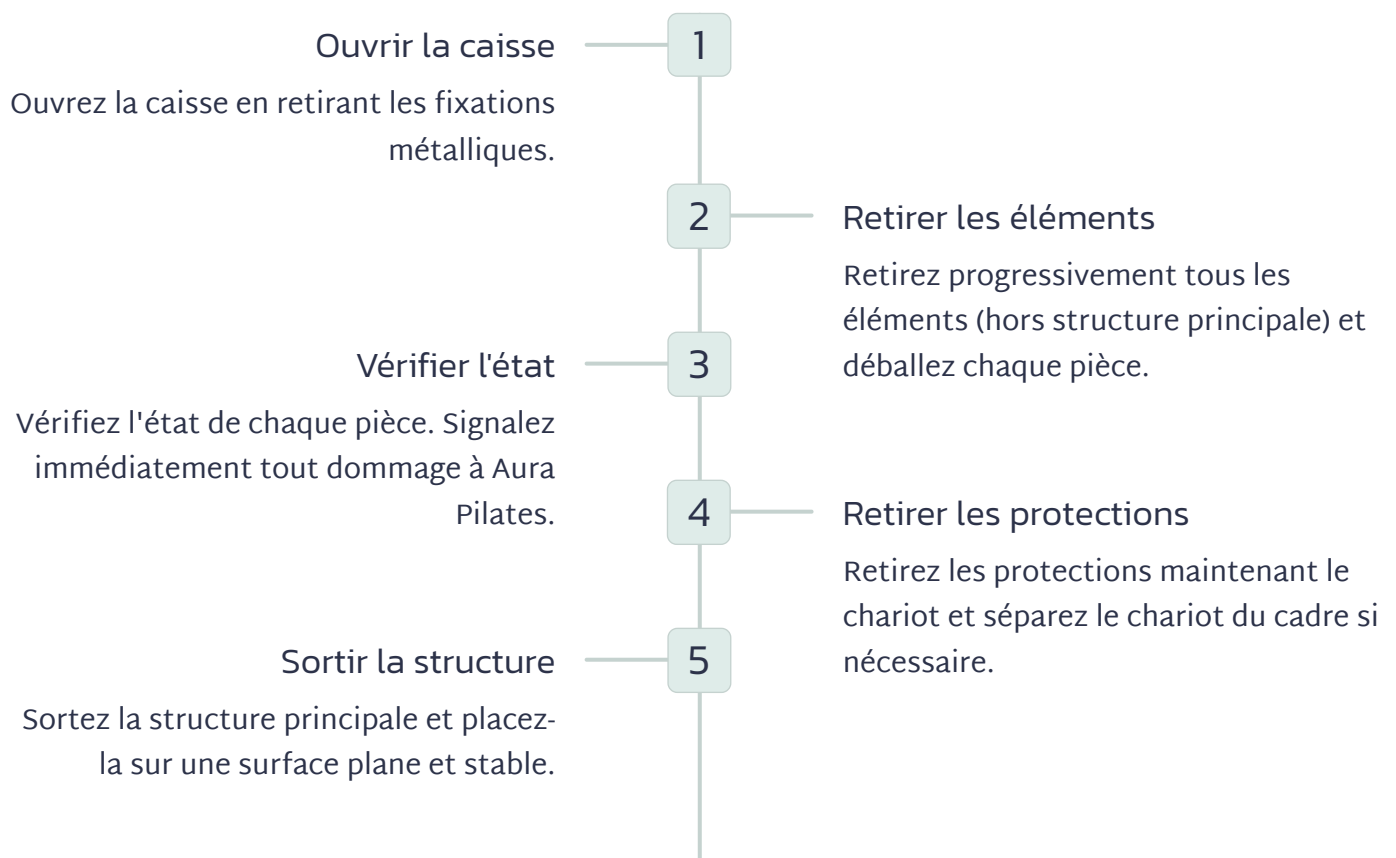 1
Ouvrir la caisse
Ouvrez la caisse en retirant les fixations
métalliques.
2
Retirer les éléments
Retirez progressivement tous les
éléments (hors structure principale) et
déballez chaque pièce.
3
Vérifier l'état
Vérifiez l'état de chaque pièce. Signalez
immédiatement tout dommage à Aura
Pilates.
4
Retirer les protections
Retirez les protections maintenant le
chariot et séparez le chariot du cadre si
nécessaire.
5
Sortir la structure
Sortez la structure principale et placez-
la sur une surface plane et stable.